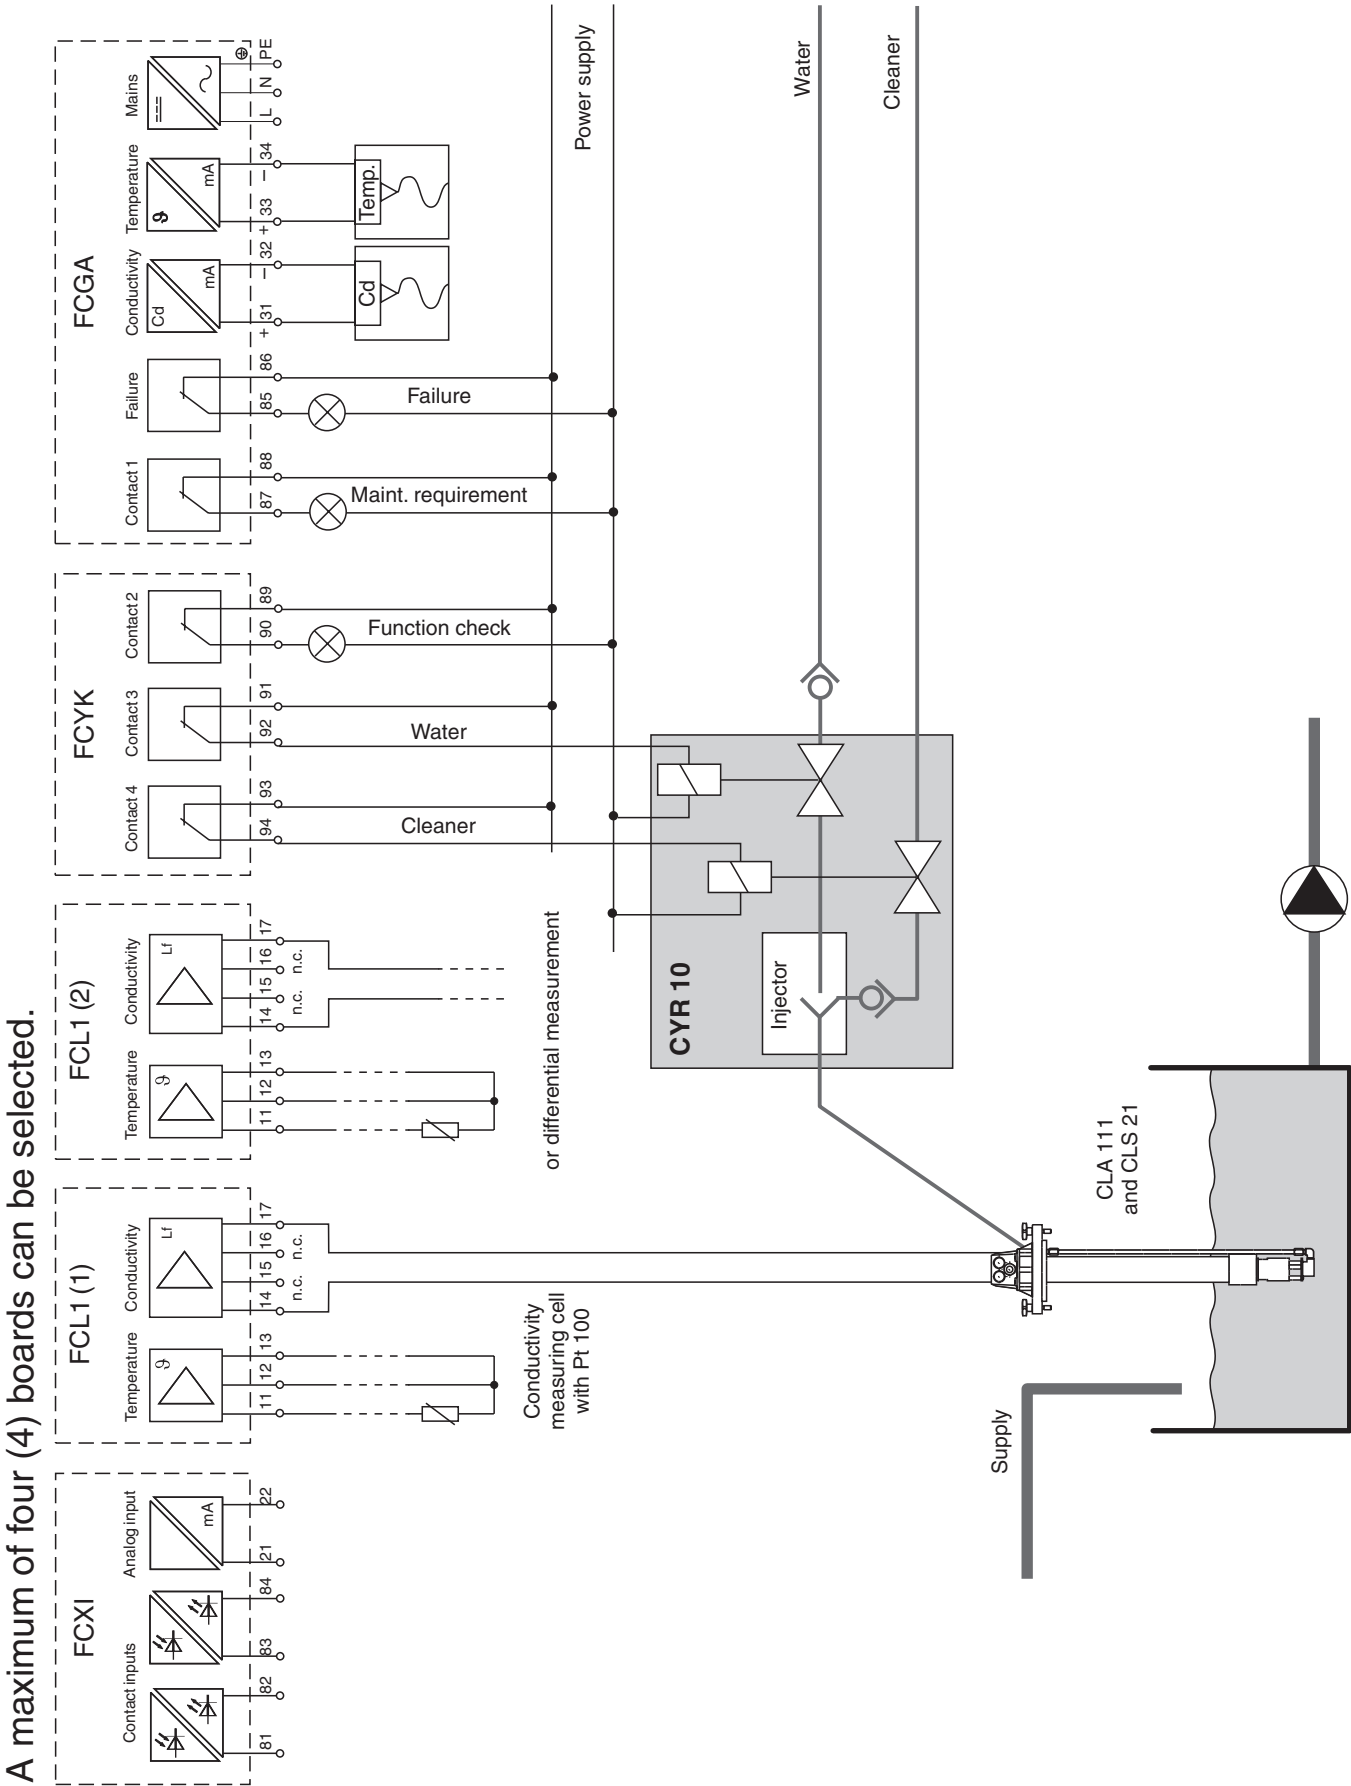 A maximum of four (4) boards can be selected.
FCXI
Contact inputs
Analog input
mA
81
82
83
84
21
22
FCL1 (1)
Temperature
Conductivity
ϑ
Lf
11
12
13
14
15
16
17
n.c.
n.c.
Conductivity
measuring cell
with Pt 100
FCL1 (2)
Temperature
Conductivity
ϑ
Lf
11
12
13
14
15
16
17
n.c.
n.c.
or differential measurement
FCYK
Contact 4
Contact 3
Contact 2
94
93
92
91
90
89
Cleaner
Water
Function check
FCGA
Contact 1
Failure
Conductivity
Temperature
Mains
Cd
mA
ϑ
mA
87
88
85
86
+ 31
– 32
+ 33
– 34
L
N
PE
Maint. requirement
Failure
Cd
Temp.
Power supply
CYR 10
Injector
Water
Cleaner
Supply
CLA 111
and CLS 21